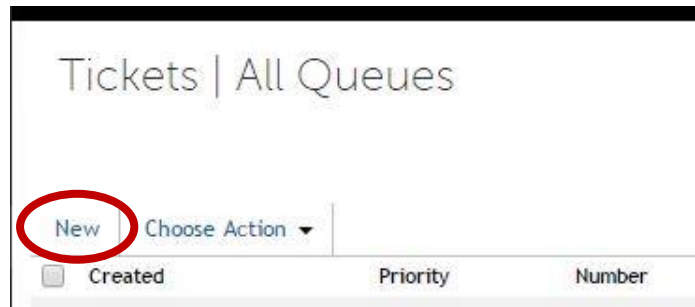 Tickets | All Queues
New Choose Action
Created Priority Number